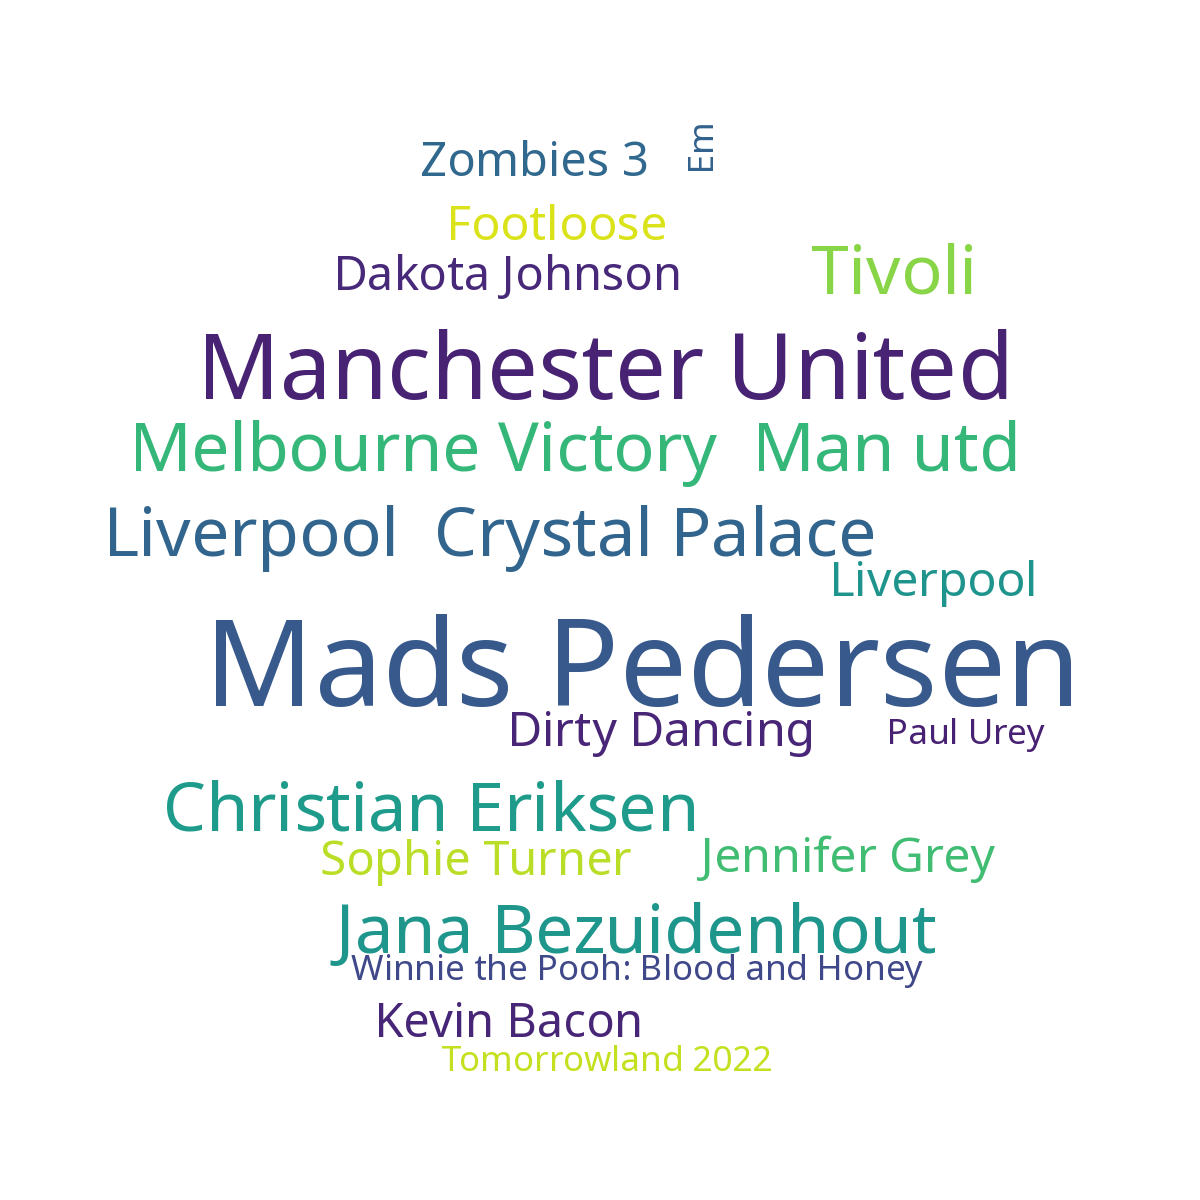 Em
Zombies 3
Footloose
Dakota Johnson
Tivoli
Manchester United
Melbourne Victory
Man utd
Liverpool
Crystal Palace
Liverpool
Mads Pedersen
Dirty Dancing
Paul Urey
Christian Eriksen
Sophie Turner
Jennifer Grey
Jana Bezuidenhout
Winnie the Pooh: Blood and Honey
Kevin Bacon
Tomorrowland 2022